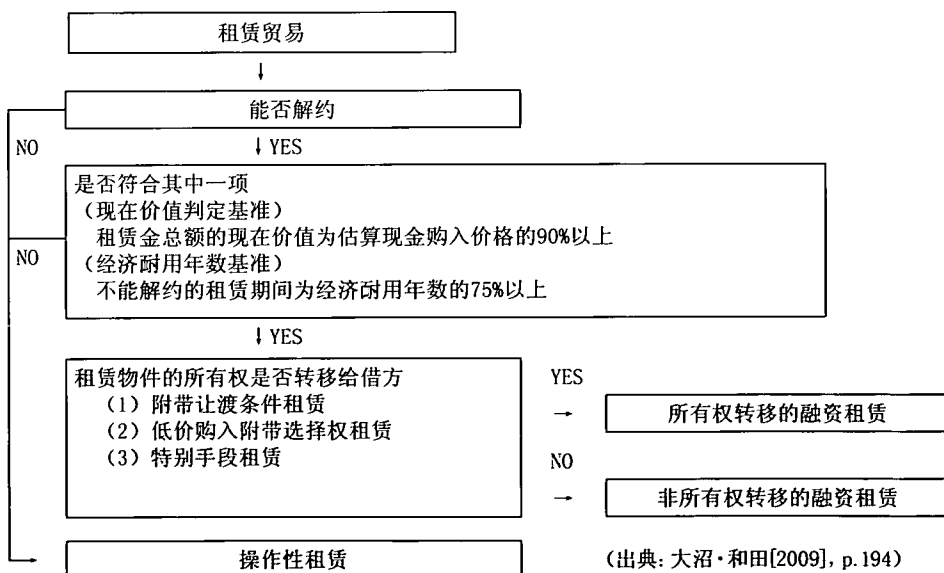 租赁贸易
↓
能否解约
NO
↓ YES
是否符合其中一项
（现在价值判定基准）
租赁金总额的现在价值为估算现金购入价格的90%以上
NO
（经济耐用年数基准）
不能解约的租赁期间为经济耐用年数的75%以上
↓ YES
租赁物件的所有权是否转移给借方
（1）附带让渡条件租赁
（2）低价购入附带选择权租赁
（3）特别手段租赁
YES
→
所有权转移的融资租赁
NO
→
非所有权转移的融资租赁
操作性租赁
（出典：大沼·和田[2009]，p.194）